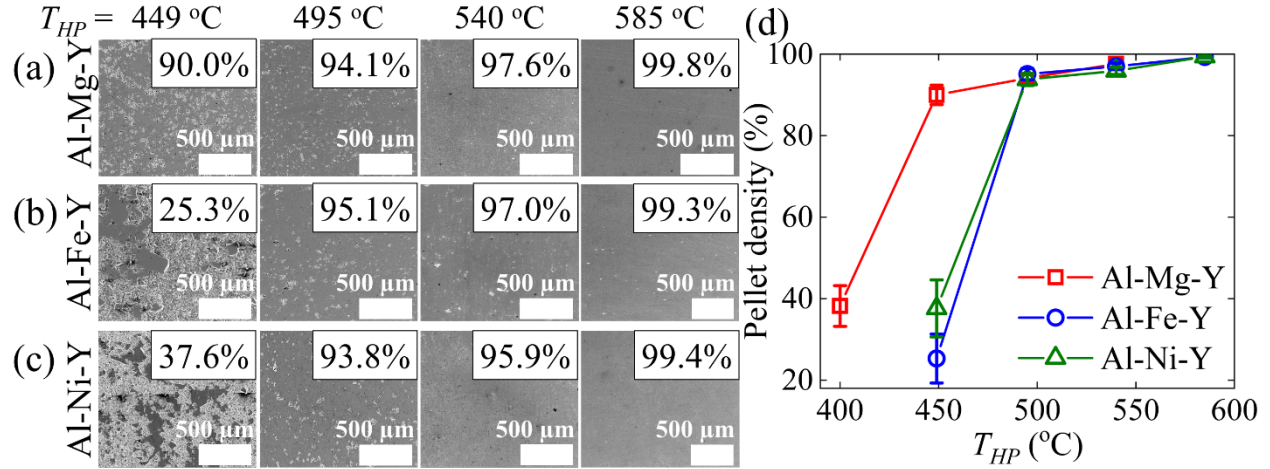 T_HP = 449 °C 495 °C 540 °C 585 °C
(a) Al-Mg-Y
90.0% 94.1% 97.6% 99.8%
500 µm 500 µm 500 µm 500 µm
(b) Al-Fe-Y
25.3% 95.1% 97.0% 99.3%
500 µm 500 µm 500 µm 500 µm
(c) Al-Ni-Y
37.6% 93.8% 95.9% 99.4%
500 µm 500 µm 500 µm 500 µm
(d)
Pellet density (%)
100
80
60
40
20
Al-Mg-Y
Al-Fe-Y
Al-Ni-Y
400 450 500 550 600
T_HP (°C)